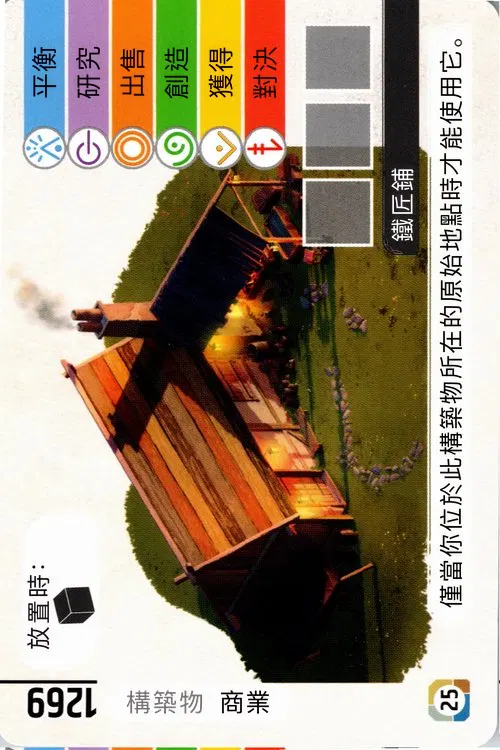 平衡
研究
出售
創造
獲得
對決
鐵匠鋪
僅當你位於此構築物所在的原始地點時才能使用它。
放置時：
1269
構築物 商業
25